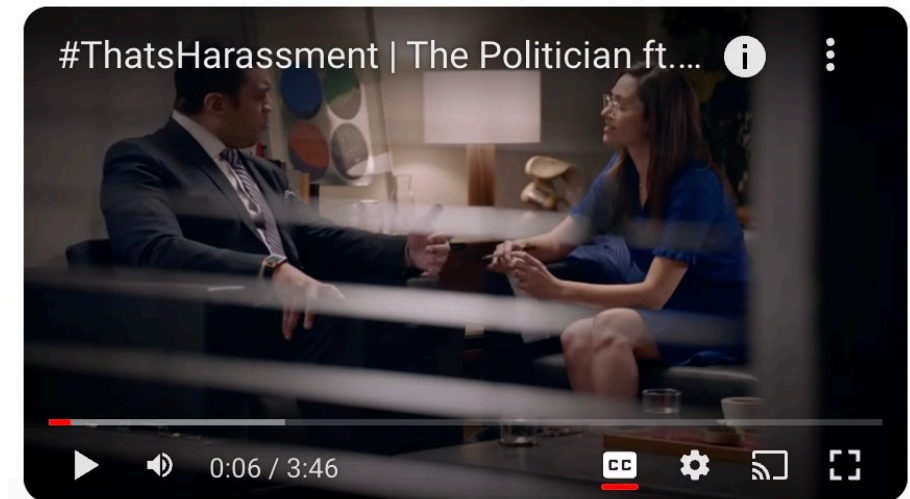 #ThatsHarassment | The Politician ft....
i
0:06 / 3:46
CC